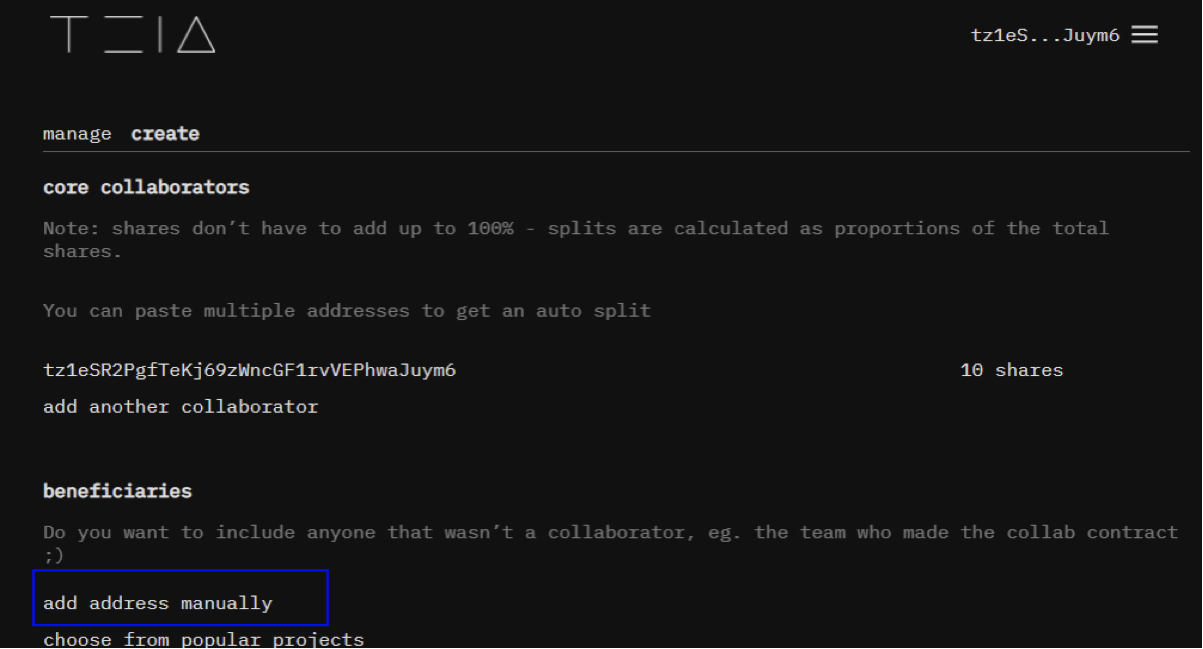 TEIA
tz1eS...Juym6
manage create
core collaborators
Note: shares don’t have to add up to 100% - splits are calculated as proportions of the total
shares.
You can paste multiple addresses to get an auto split
tz1eSR2PgfTeKj69zWncGF1rvVEPhwaJuym6 10 shares
add another collaborator
beneficiaries
Do you want to include anyone that wasn’t a collaborator, eg. the team who made the collab contract
;)
add address manually
choose from popular projects